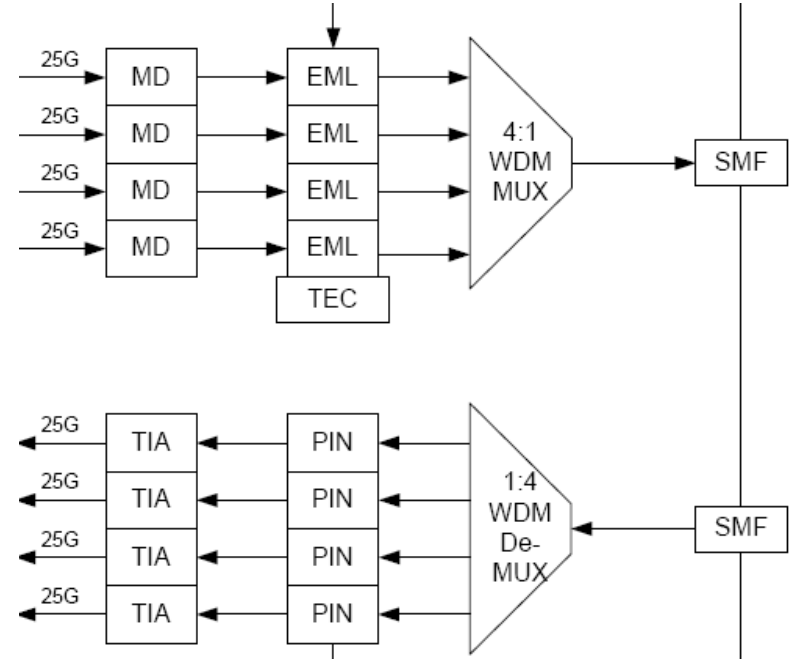 25G MD EML
25G MD EML
25G MD EML
25G MD EML
TEC
4:1
WDM
MUX
SMF
25G TIA PIN
25G TIA PIN
25G TIA PIN
25G TIA PIN
1:4
WDM
De-
MUX
SMF